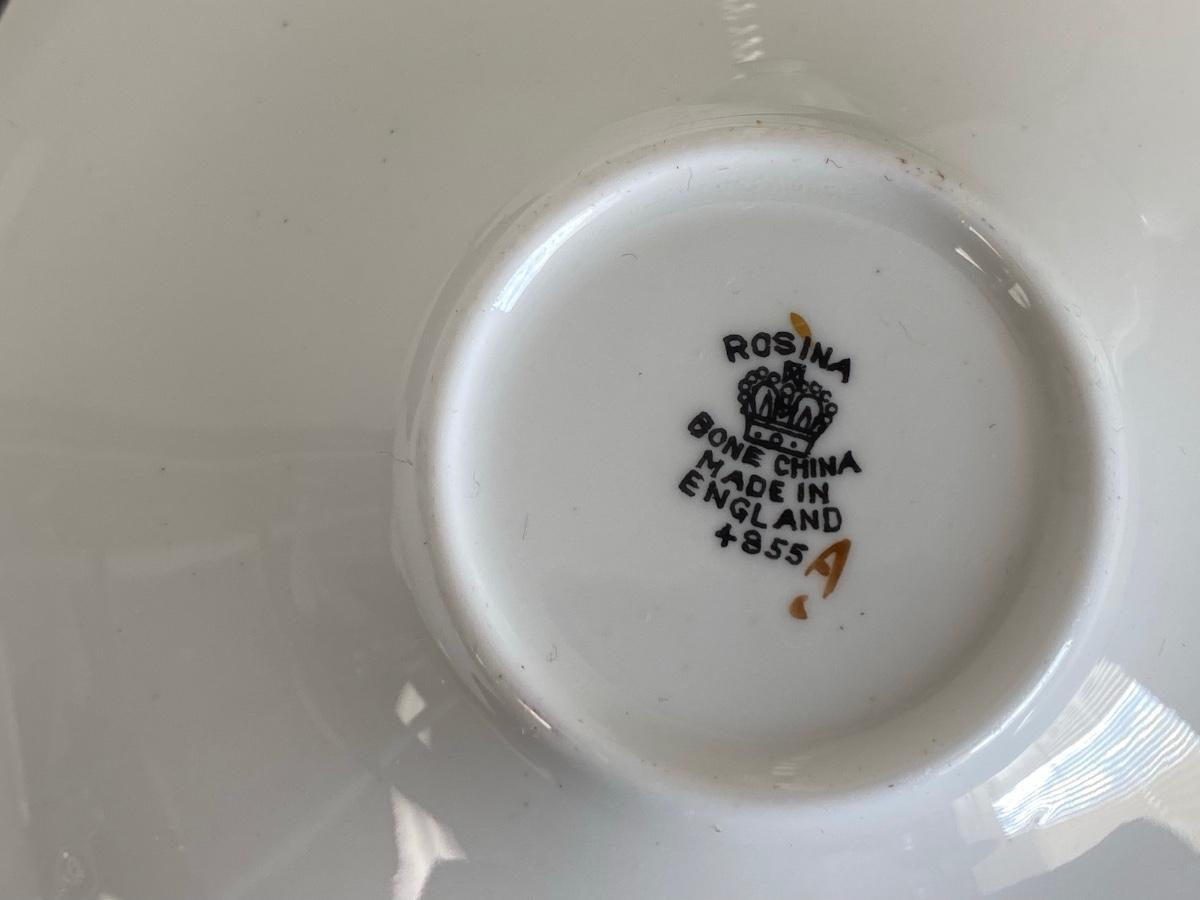 ROSINA
BONE CHINA
MADE IN
ENGLAND
4855 A